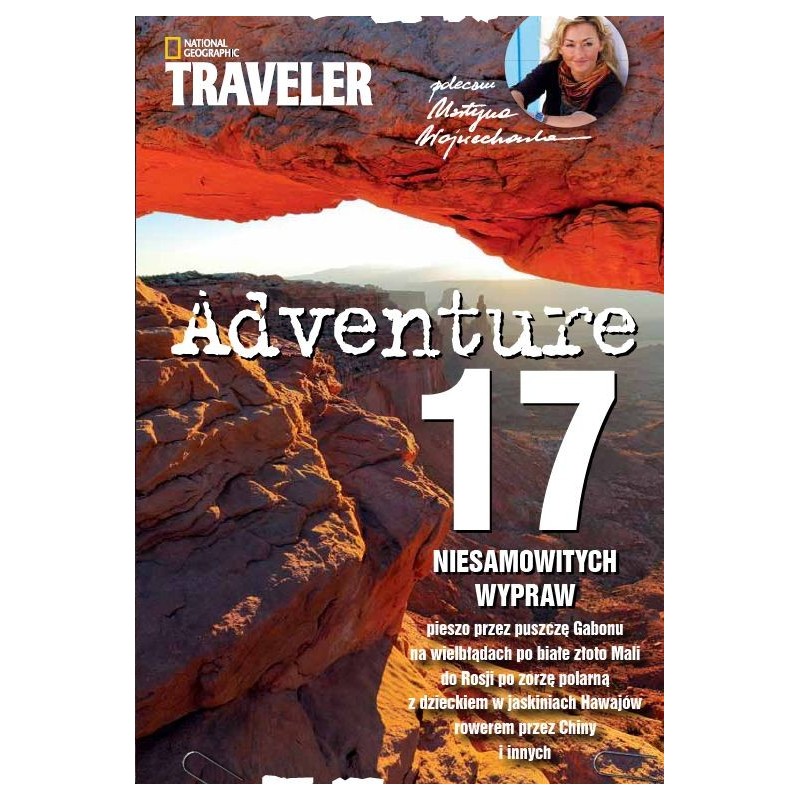 NATIONAL
GEOGRAPHIC
TRAVELER
polecam
Martyna
Wojciechowska
Adventure
17
NIESAMOWITYCH
WYPRAW
pieszo przez puszczę Gabonu
na wielbłądach po białe złoto Mali
do Rosji po zorzę polarną
z dzieckiem w jaskiniach Hawajów
rowerem przez Chiny
i innych